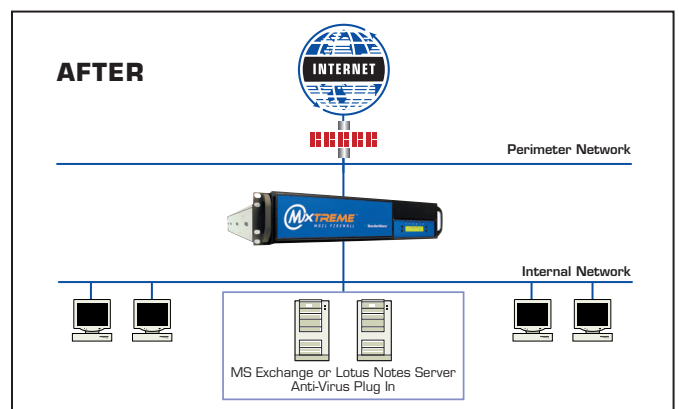 AFTER
INTERNET
Perimeter Network
MXTREME
MAIL FIREWALL
BorderWare
Internal Network
MS Exchange or Lotus Notes Server
Anti-Virus Plug In